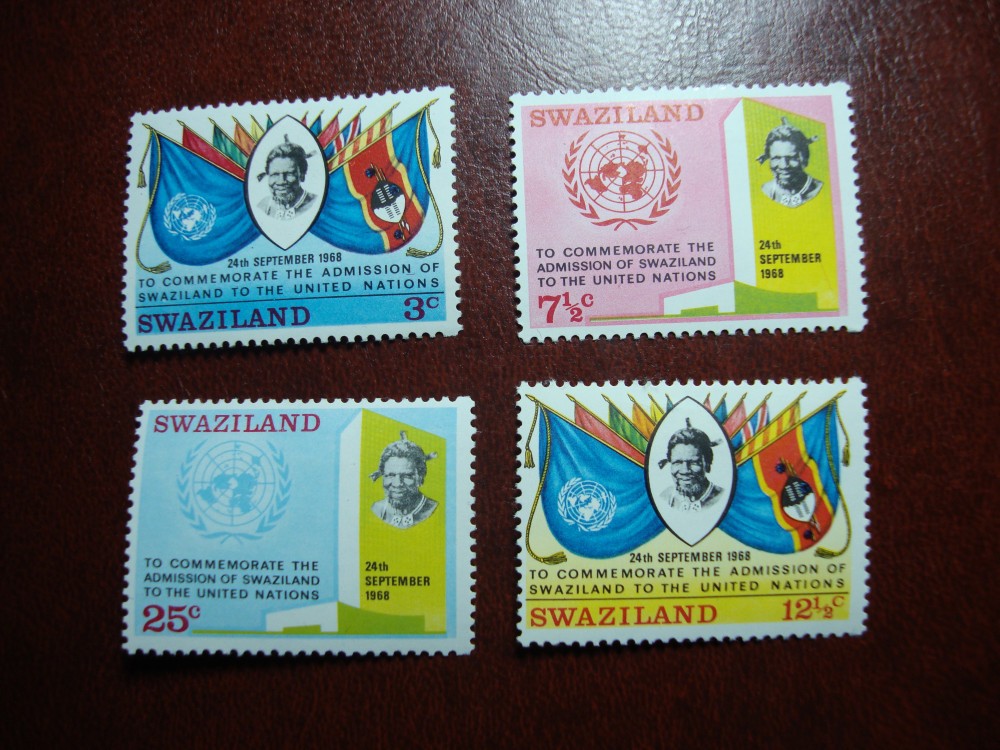 24th SEPTEMBER 1968
TO COMMEMORATE THE ADMISSION OF
SWAZILAND TO THE UNITED NATIONS
SWAZILAND 3c
SWAZILAND
TO COMMEMORATE THE
ADMISSION OF SWAZILAND
TO THE UNITED NATIONS
24th
SEPTEMBER
1968
7½c
SWAZILAND
TO COMMEMORATE THE
ADMISSION OF SWAZILAND
TO THE UNITED NATIONS
24th
SEPTEMBER
1968
25c
24th SEPTEMBER 1968
TO COMMEMORATE THE ADMISSION OF
SWAZILAND TO THE UNITED NATIONS
SWAZILAND 12½c